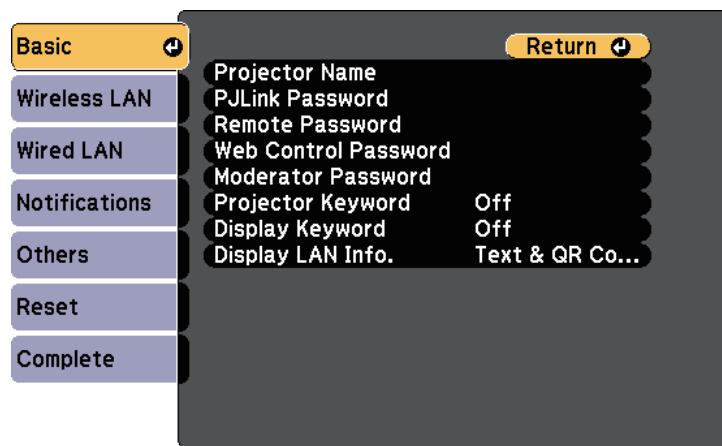 Basic
Wireless LAN
Wired LAN
Notifications
Others
Reset
Complete
Return
Projector Name
PJLink Password
Remote Password
Web Control Password
Moderator Password
Projector Keyword Off
Display Keyword Off
Display LAN Info. Text & QR Co...